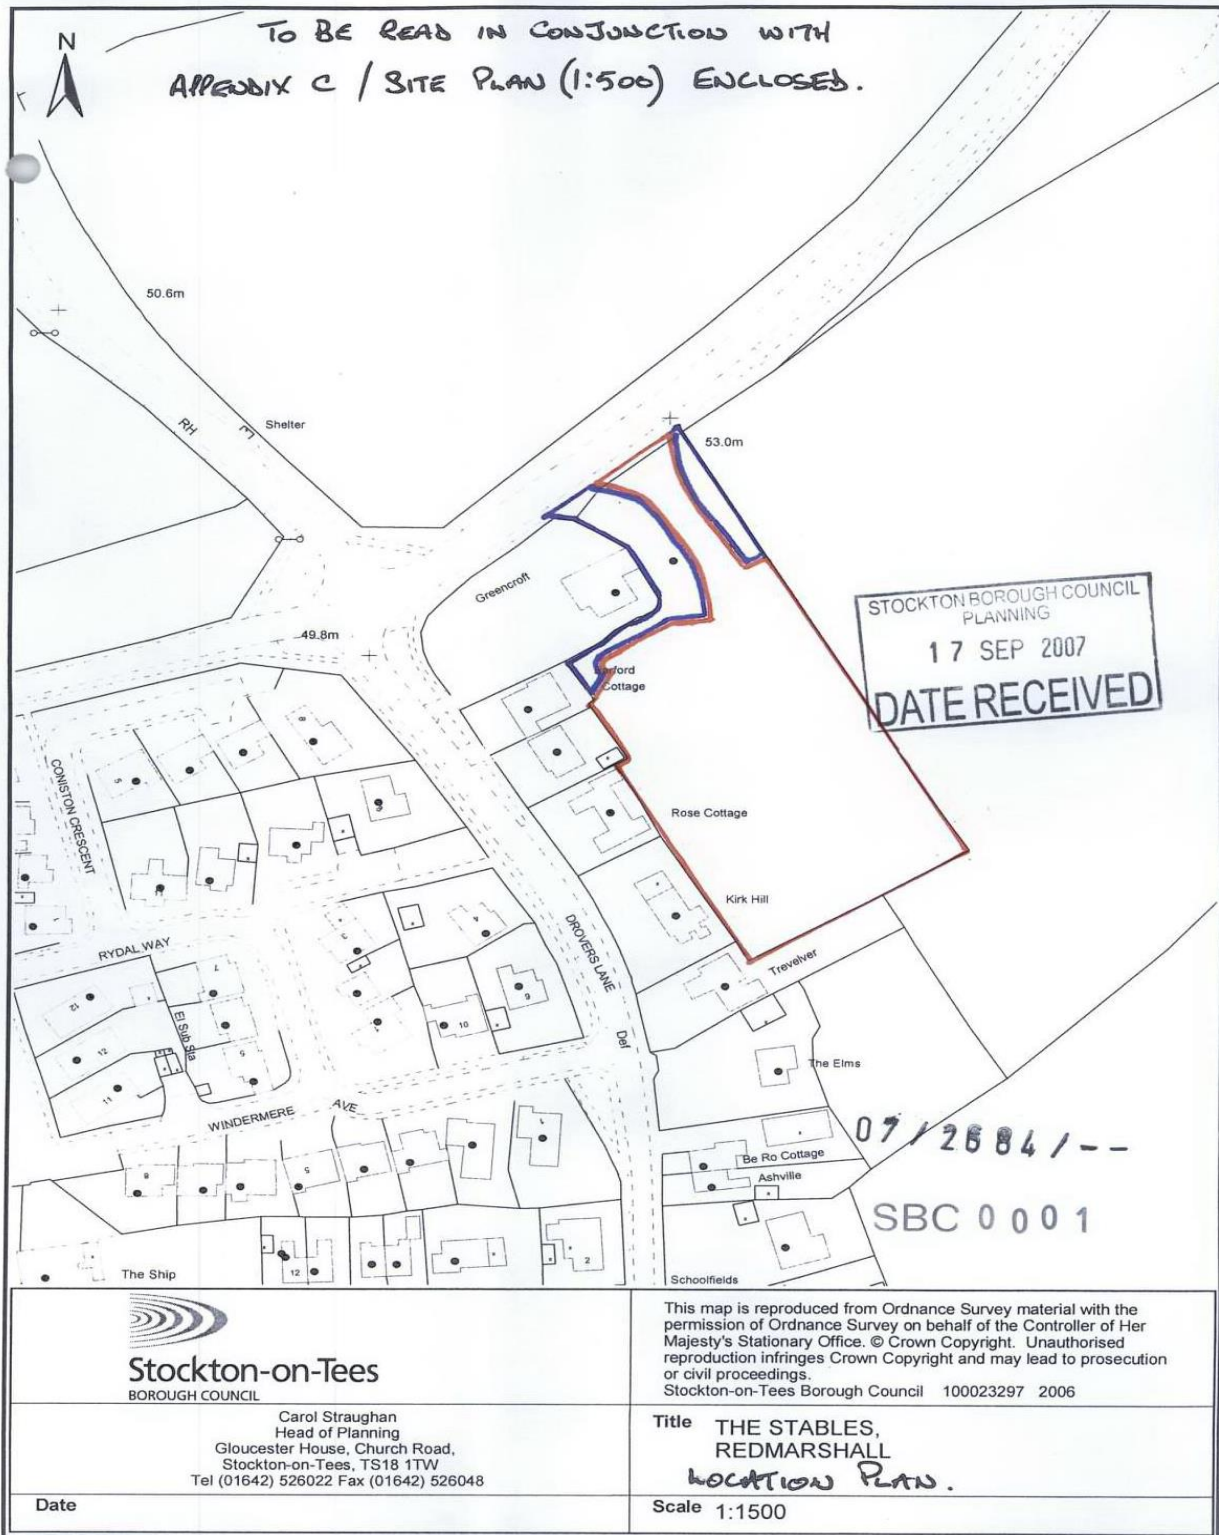 TO BE READ IN CONJUNCTION WITH
APPENDIX C / SITE PLAN (1:500) ENCLOSED.
N
50.6m
RH
Shelter
53.0m
Greencroft
49.8m
STOCKTON BOROUGH COUNCIL
PLANNING
17 SEP 2007
DATE RECEIVED
Cottage
CONISTON CRESCENT
Rose Cottage
Kirk Hill
RYDAL WAY
DROVERS LANE
Trevelver
El Sub Sta
Def
The Elms
WINDERMERE AVE
07/2684/--
Be Ro Cottage
Ashville
SBC 0001
The Ship
12
2
Schoolfields
Stockton-on-Tees
BOROUGH COUNCIL
This map is reproduced from Ordnance Survey material with the
permission of Ordnance Survey on behalf of the Controller of Her
Majesty's Stationary Office. © Crown Copyright. Unauthorised
reproduction infringes Crown Copyright and may lead to prosecution
or civil proceedings.
Stockton-on-Tees Borough Council 100023297 2006
Carol Straughan
Head of Planning
Gloucester House, Church Road,
Stockton-on-Tees, TS18 1TW
Tel (01642) 526022 Fax (01642) 526048
Title THE STABLES,
REDMARSHALL
LOCATION PLAN.
Date
Scale 1:1500